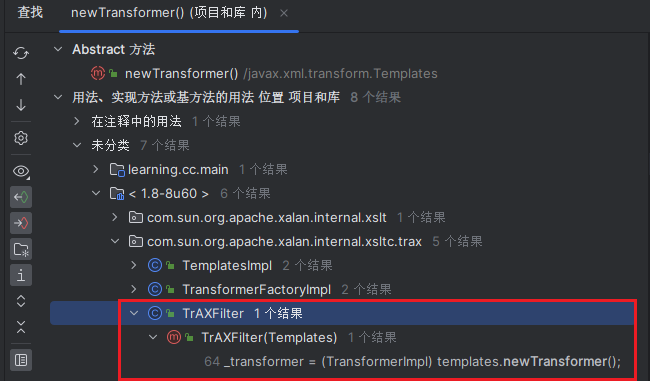 查找 newTransformer() (项目和库 内)
Abstract 方法
newTransformer() /javax.xml.transform.Templates
用法、实现方法或基方法的用法 位置 项目和库 8 个结果
在注释中的用法 1 个结果
未分类 7 个结果
learning.cc.main 1 个结果
< 1.8-8u60 > 6 个结果
com.sun.org.apache.xalan.internal.xslt 1 个结果
com.sun.org.apache.xalan.internal.xsltc.trax 5 个结果
TemplatesImpl 2 个结果
TransformerFactoryImpl 2 个结果
TrAXFilter 1 个结果
TrAXFilter(Templates) 1 个结果
64 _transformer = (TransformerImpl) templates.newTransformer();